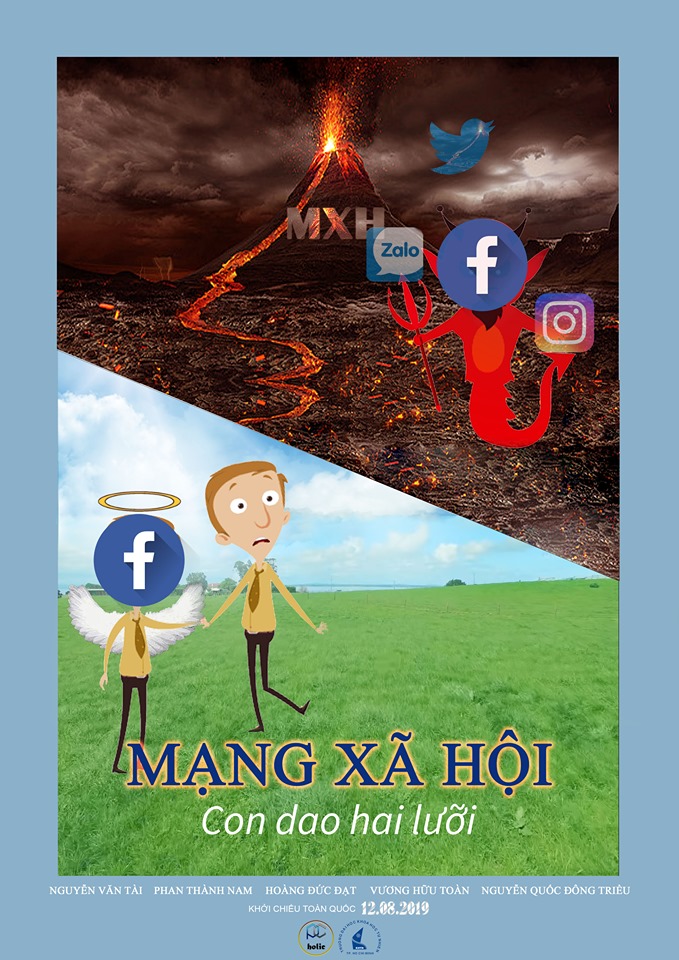 MXH
Zalo
f
f
MẠNG XÃ HỘI
Con dao hai lưỡi
NGUYỄN VĂN TÀI PHAN THÀNH NAM HOÀNG ĐỨC ĐẠT VƯƠNG HỮU TOÀN NGUYỄN QUỐC ĐÔNG TRIỀU
KHỞI CHIẾU TOÀN QUỐC 12.08.2019
holic